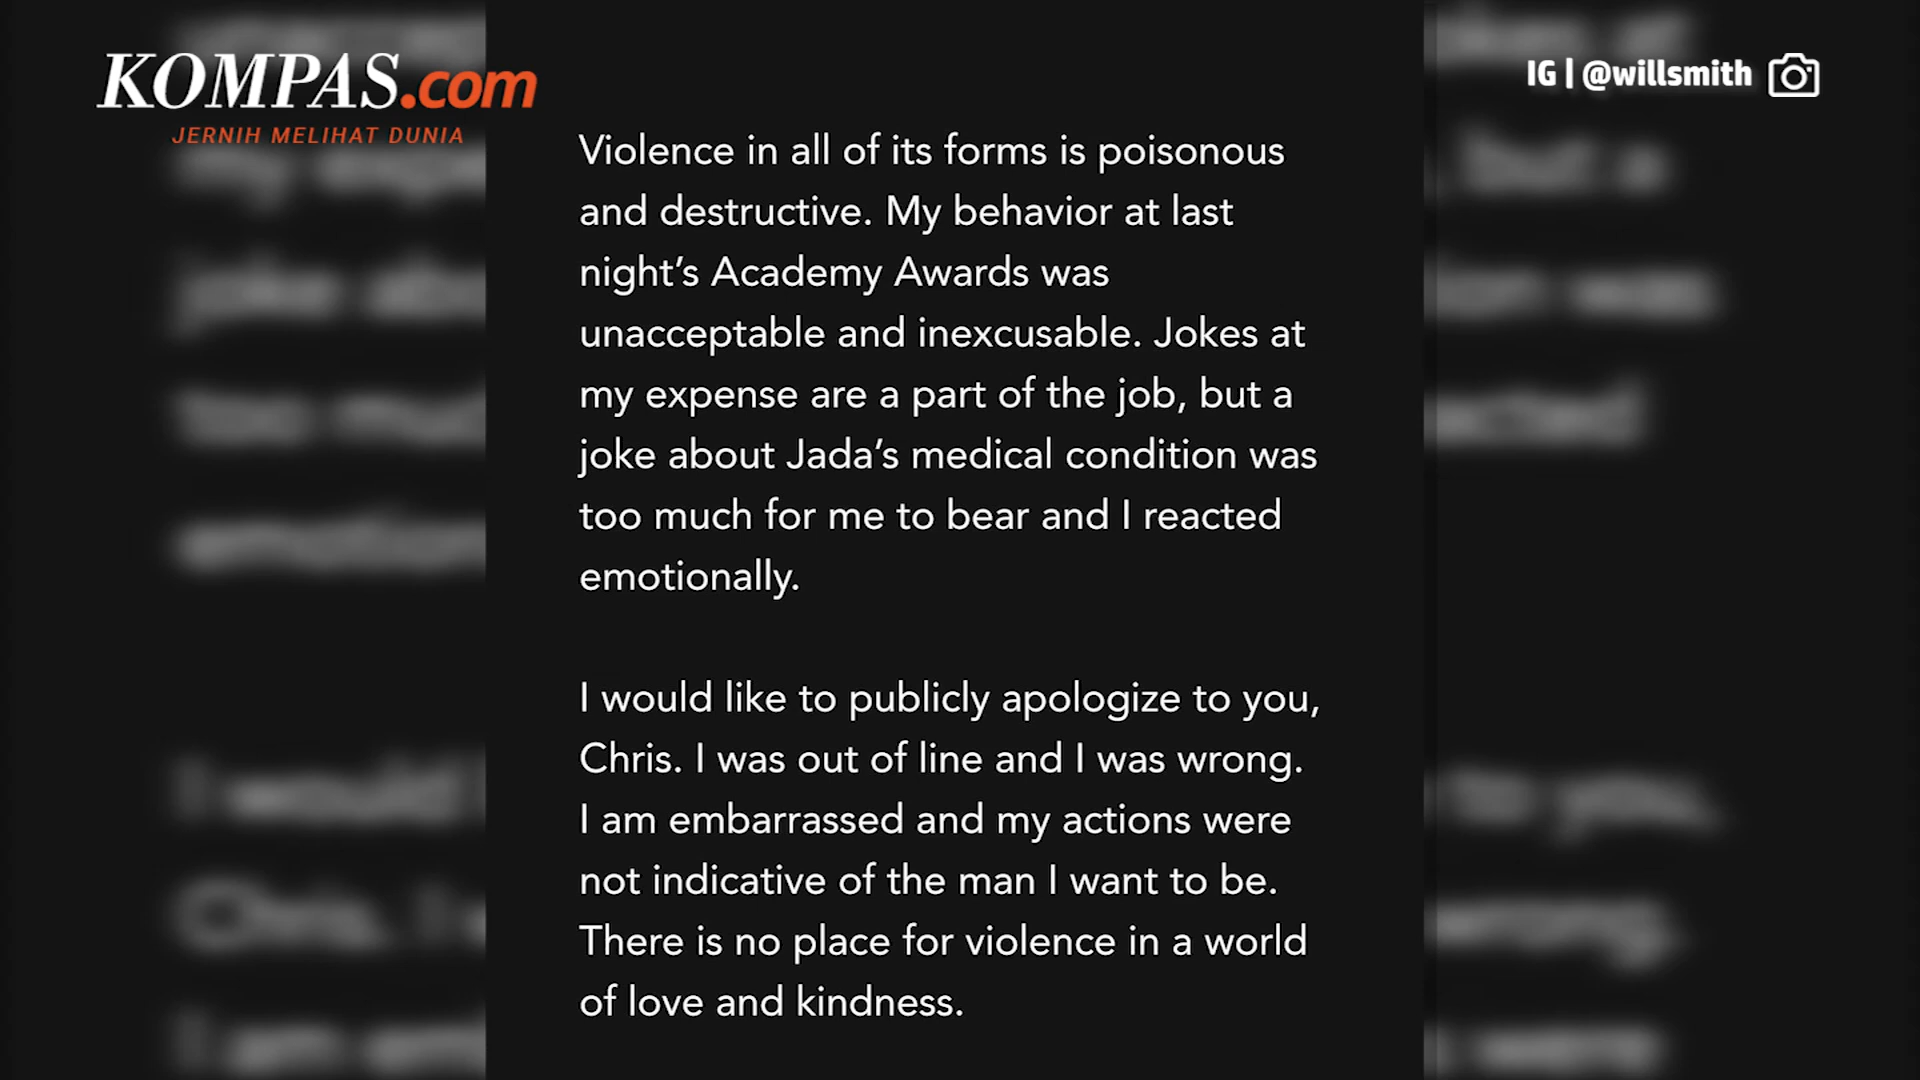 KOMPAS.com
JERNIH MELIHAT DUNIA
IG | @willsmith
Violence in all of its forms is poisonous
and destructive. My behavior at last
night’s Academy Awards was
unacceptable and inexcusable. Jokes at
my expense are a part of the job, but a
joke about Jada’s medical condition was
too much for me to bear and I reacted
emotionally.
I would like to publicly apologize to you,
Chris. I was out of line and I was wrong.
I am embarrassed and my actions were
not indicative of the man I want to be.
There is no place for violence in a world
of love and kindness.